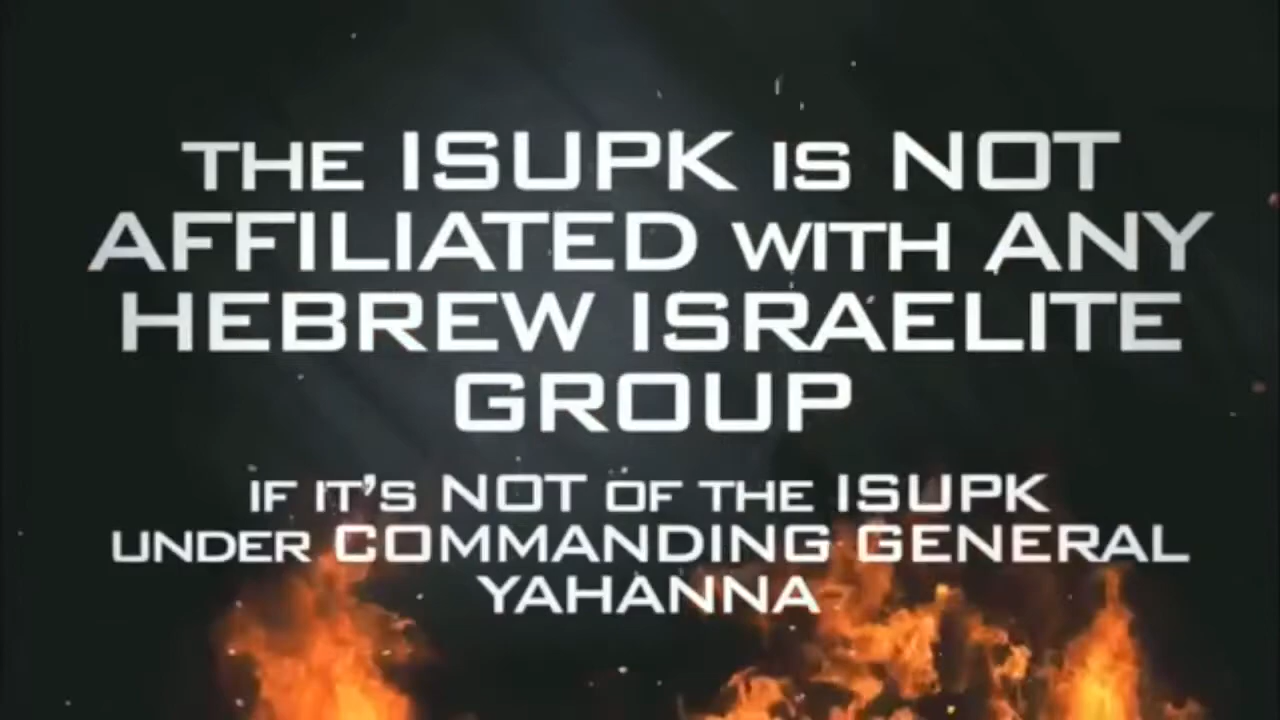 THE ISUPK IS NOT
AFFILIATED WITH ANY
HEBREW ISRAELITE
GROUP
IF IT'S NOT OF THE ISUPK
UNDER COMMANDING GENERAL
YAHANNA